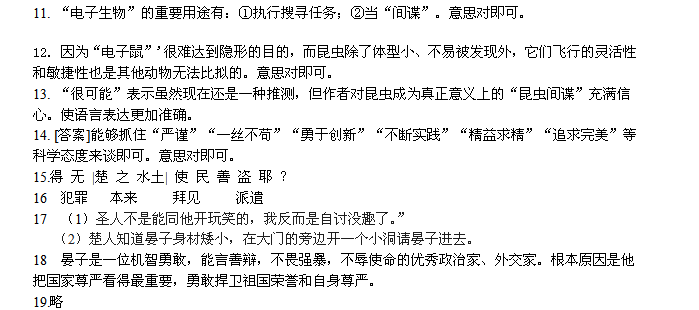 11. “电子生物”的重要用途有：①执行搜寻任务；②当“间谍”。意思对即可。
12. 因为“电子鼠”’很难达到隐形的目的，而昆虫除了体型小、不易被发现外，它们飞行的灵活性
和敏捷性也是其他动物无法比拟的。意思对即可。
13. “很可能”表示虽然现在还是一种推测，但作者对昆虫成为真正意义上的“昆虫间谍”充满信
心。使语言表达更加准确。
14. [答案]能够抓住“严谨”“一丝不苟”“勇于创新”“不断实践”“精益求精”“追求完美”等
科学态度来谈即可。意思对即可。
15.得 无 |楚 之 水土| 使 民 善 盗 耶 ？
16 犯罪 本来 拜见 派遣
17 （1）圣人不是能同他开玩笑的，我反而是自讨没趣了。”
（2）楚人知道晏子身材矮小，在大门的旁边开一个小洞请晏子进去。
18 晏子是一位机智勇敢，能言善辩，不畏强暴，不辱使命的优秀政治家、外交家。根本原因是他
把国家尊严看得最重要，勇敢捍卫祖国荣誉和自身尊严。
19.略